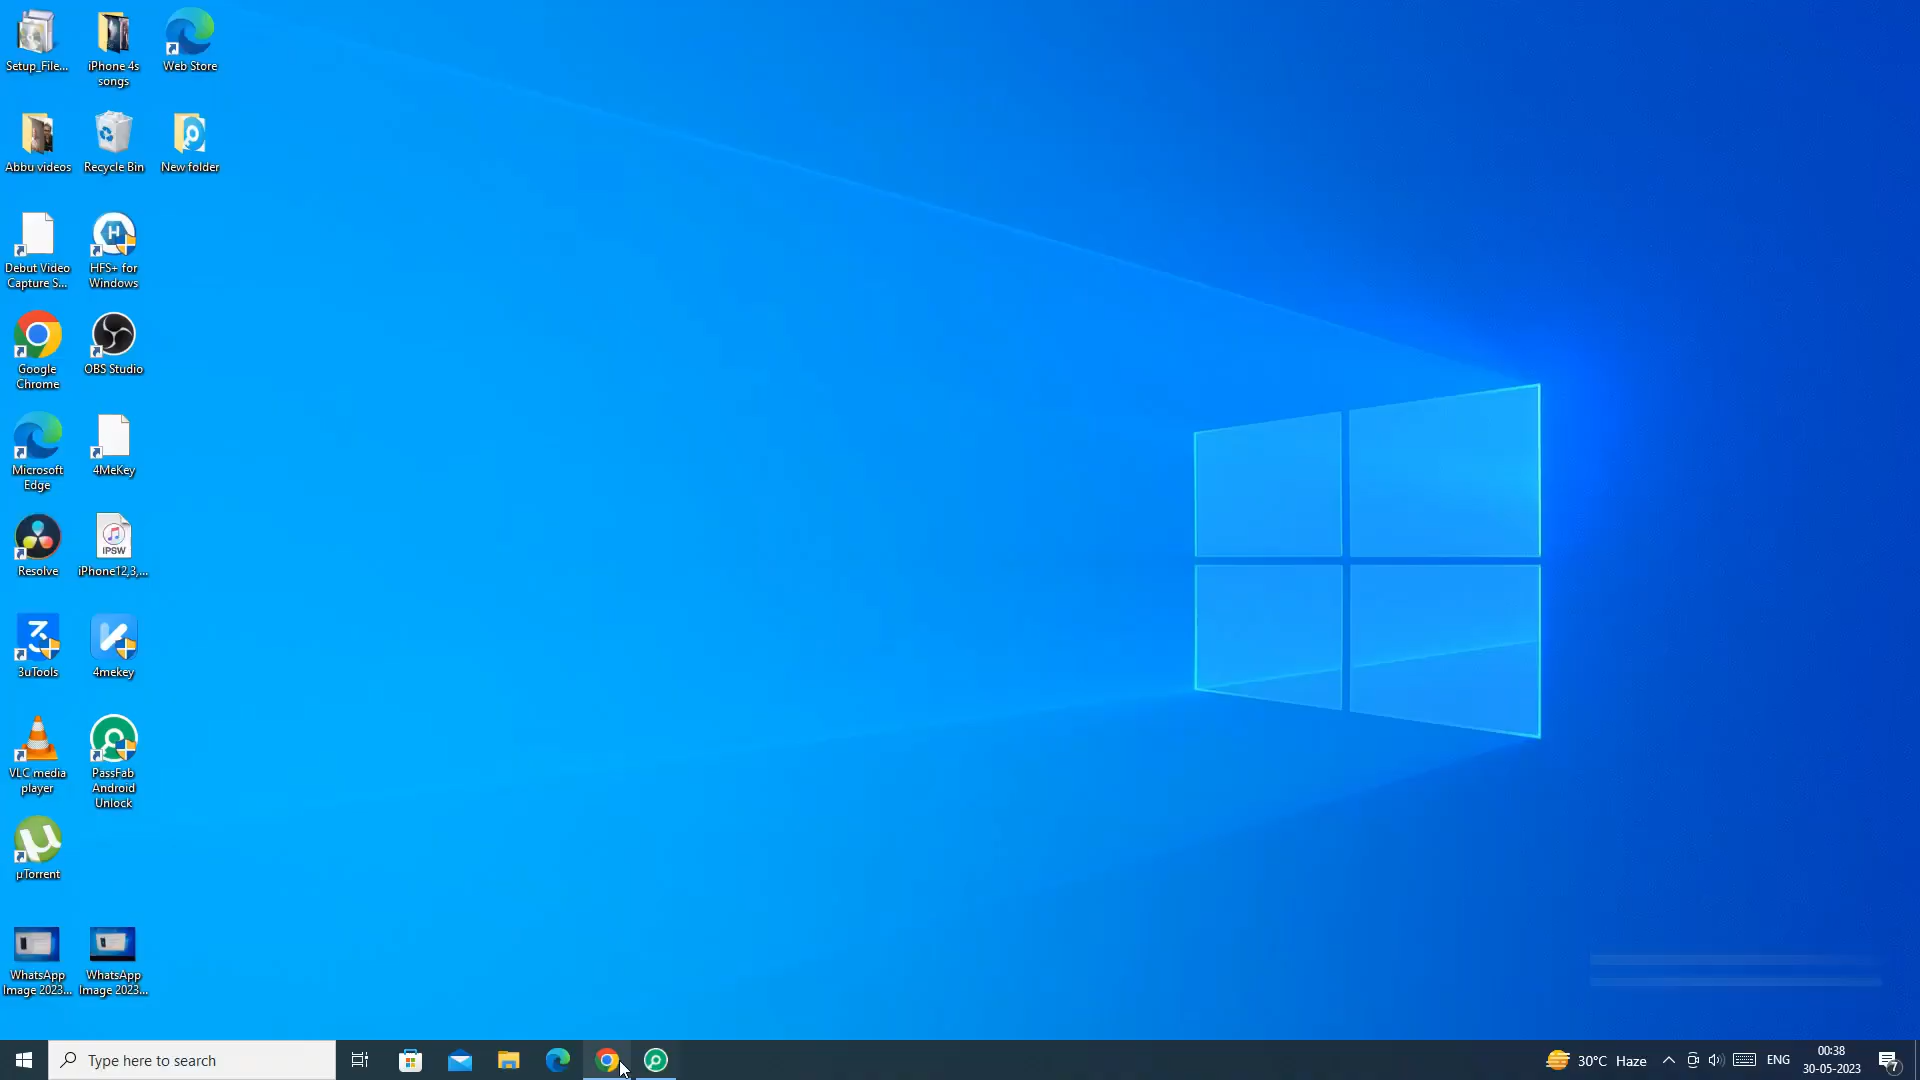 Setup_File...
iPhone 4s
songs
Web Store
Abbu videos
Recycle Bin
New folder
Debut Video
Capture S...
H
HFS+ for
Windows
Google
Chrome
OBS Studio
Microsoft
Edge
4MeKey
Resolve
IPSW
iPhone12,3,...
3uTools
4mekey
VLC media
player
PassFab
Android
Unlock
µTorrent
WhatsApp
Image 2023...
WhatsApp
Image 2023...
Type here to search
30°C Haze
ENG
00:38
30-05-2023
7